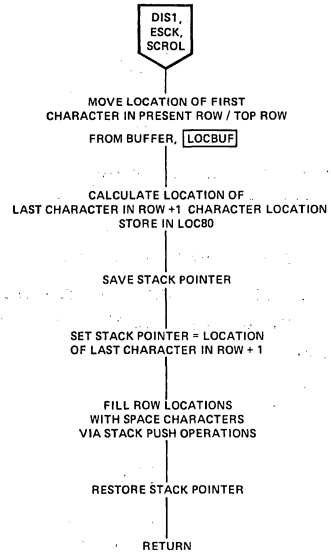 DIS1,
ESCK,
SCROL
MOVE LOCATION OF FIRST
CHARACTER IN PRESENT ROW / TOP ROW
FROM BUFFER, LOCBUF
CALCULATE LOCATION OF
LAST CHARACTER IN ROW +1 CHARACTER LOCATION
STORE IN LOC80
SAVE STACK POINTER
SET STACK POINTER = LOCATION
OF LAST CHARACTER IN ROW + 1
FILL ROW LOCATIONS
WITH SPACE CHARACTERS
VIA STACK PUSH OPERATIONS
RESTORE STACK POINTER
RETURN